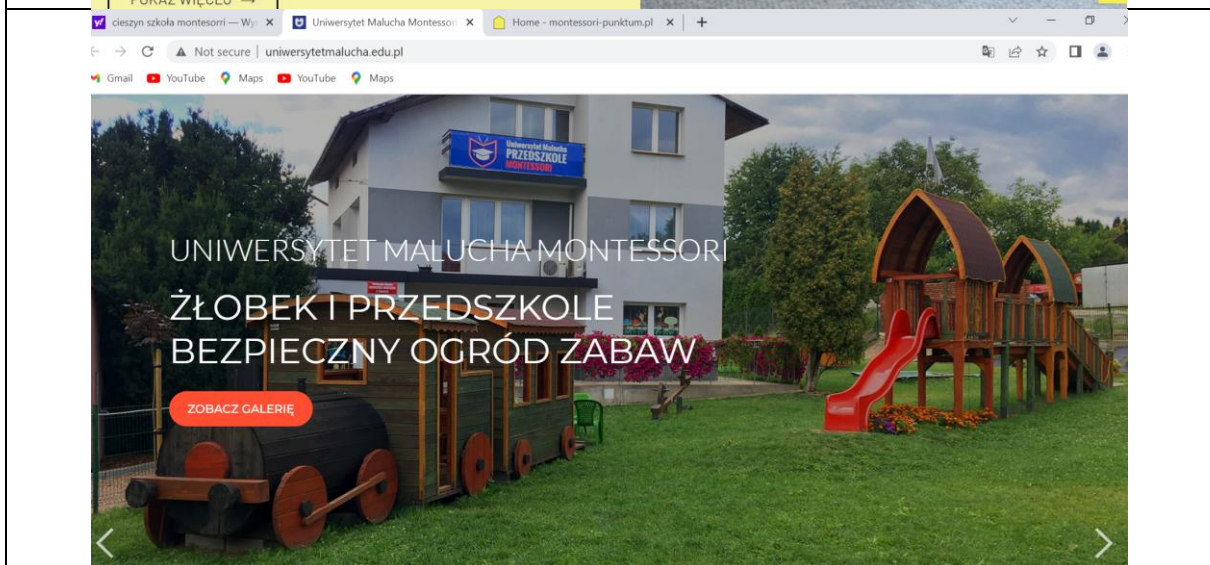 POKAŻ WIĘCEJ →
cieszyn szkoła montesorri — Wy
Uniwersytet Malucha Montessori
Home - montessori-punktum.pl
Not secure | uniwersytetmalucha.edu.pl
Gmail YouTube Maps YouTube Maps
Uniwersytet Malucha
PRZEDSZKOLE
MONTESSORI
UNIWERSYTET MALUCHA MONTESSORI
ŻŁOBEK I PRZEDSZKOLE
BEZPIECZNY OGRÓD ZABAW
ZOBACZ GALERIĘ